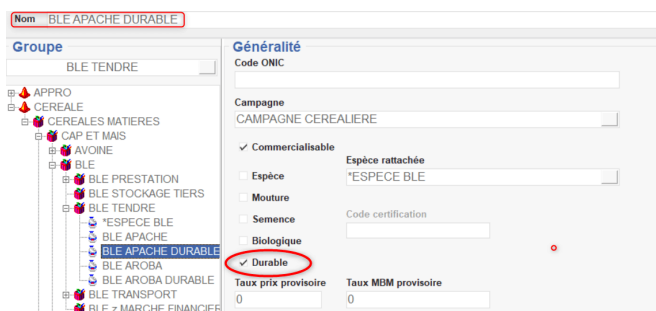 Nom BLE APACHE DURABLE
Groupe
BLE TENDRE
APPRO
CEREALE
CEREALES MATIERES
CAP ET MAIS
AVOINE
BLE
BLE PRESTATION
BLE STOCKAGE TIERS
BLE TENDRE
*ESPECE BLE
BLE APACHE
BLE APACHE DURABLE
BLE AROBA
BLE AROBA DURABLE
BLE TRANSPORT
BLE z MARCHE FINANCIER
Généralité
Code ONIC
Campagne
CAMPAGNE CEREALIERE
Commercialisable
Espèce rattachée
Espèce *ESPECE BLE
Mouture
Semence Code certification
Biologique
Durable
Taux prix provisoire Taux MBM provisoire
0 0